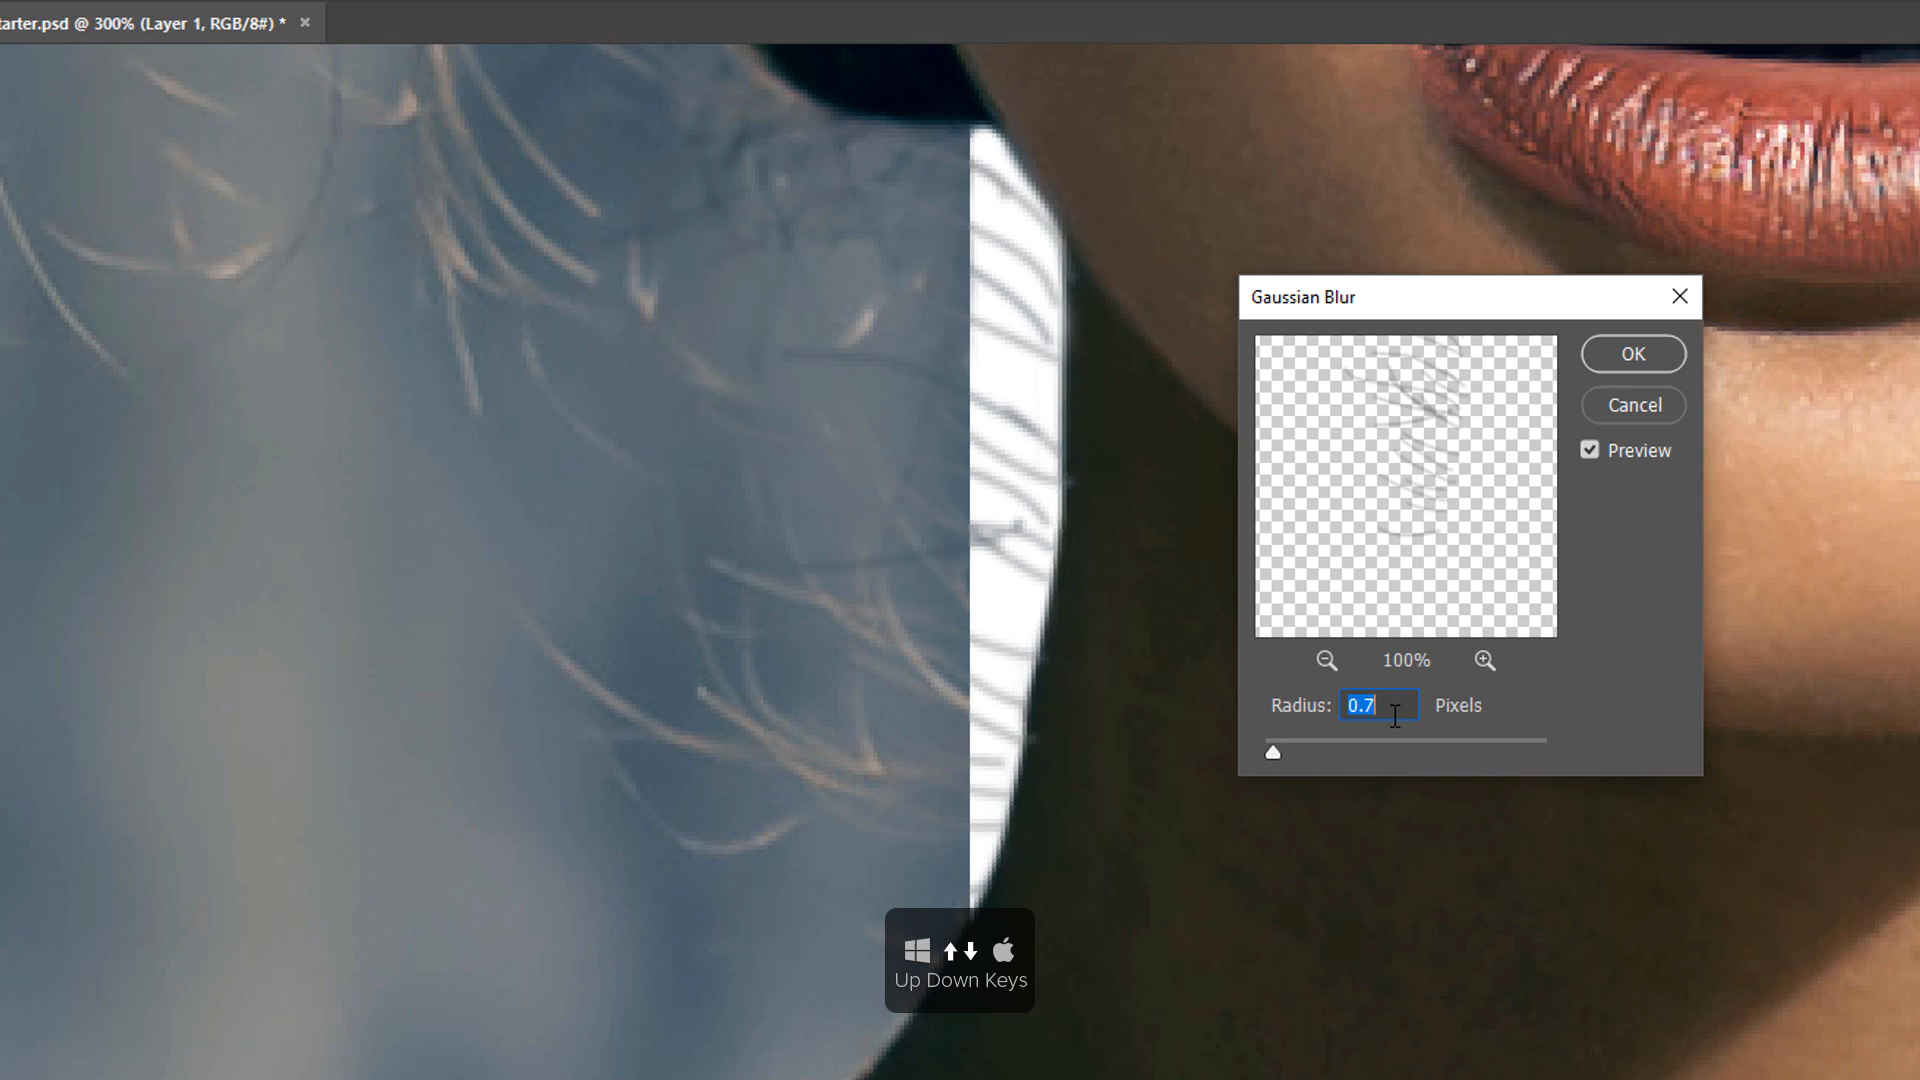 tarter.psd @ 300% (Layer 1, RGB/8#) *
Gaussian Blur
OK
Cancel
Preview
100%
Radius: 0.7 Pixels
Up Down Keys